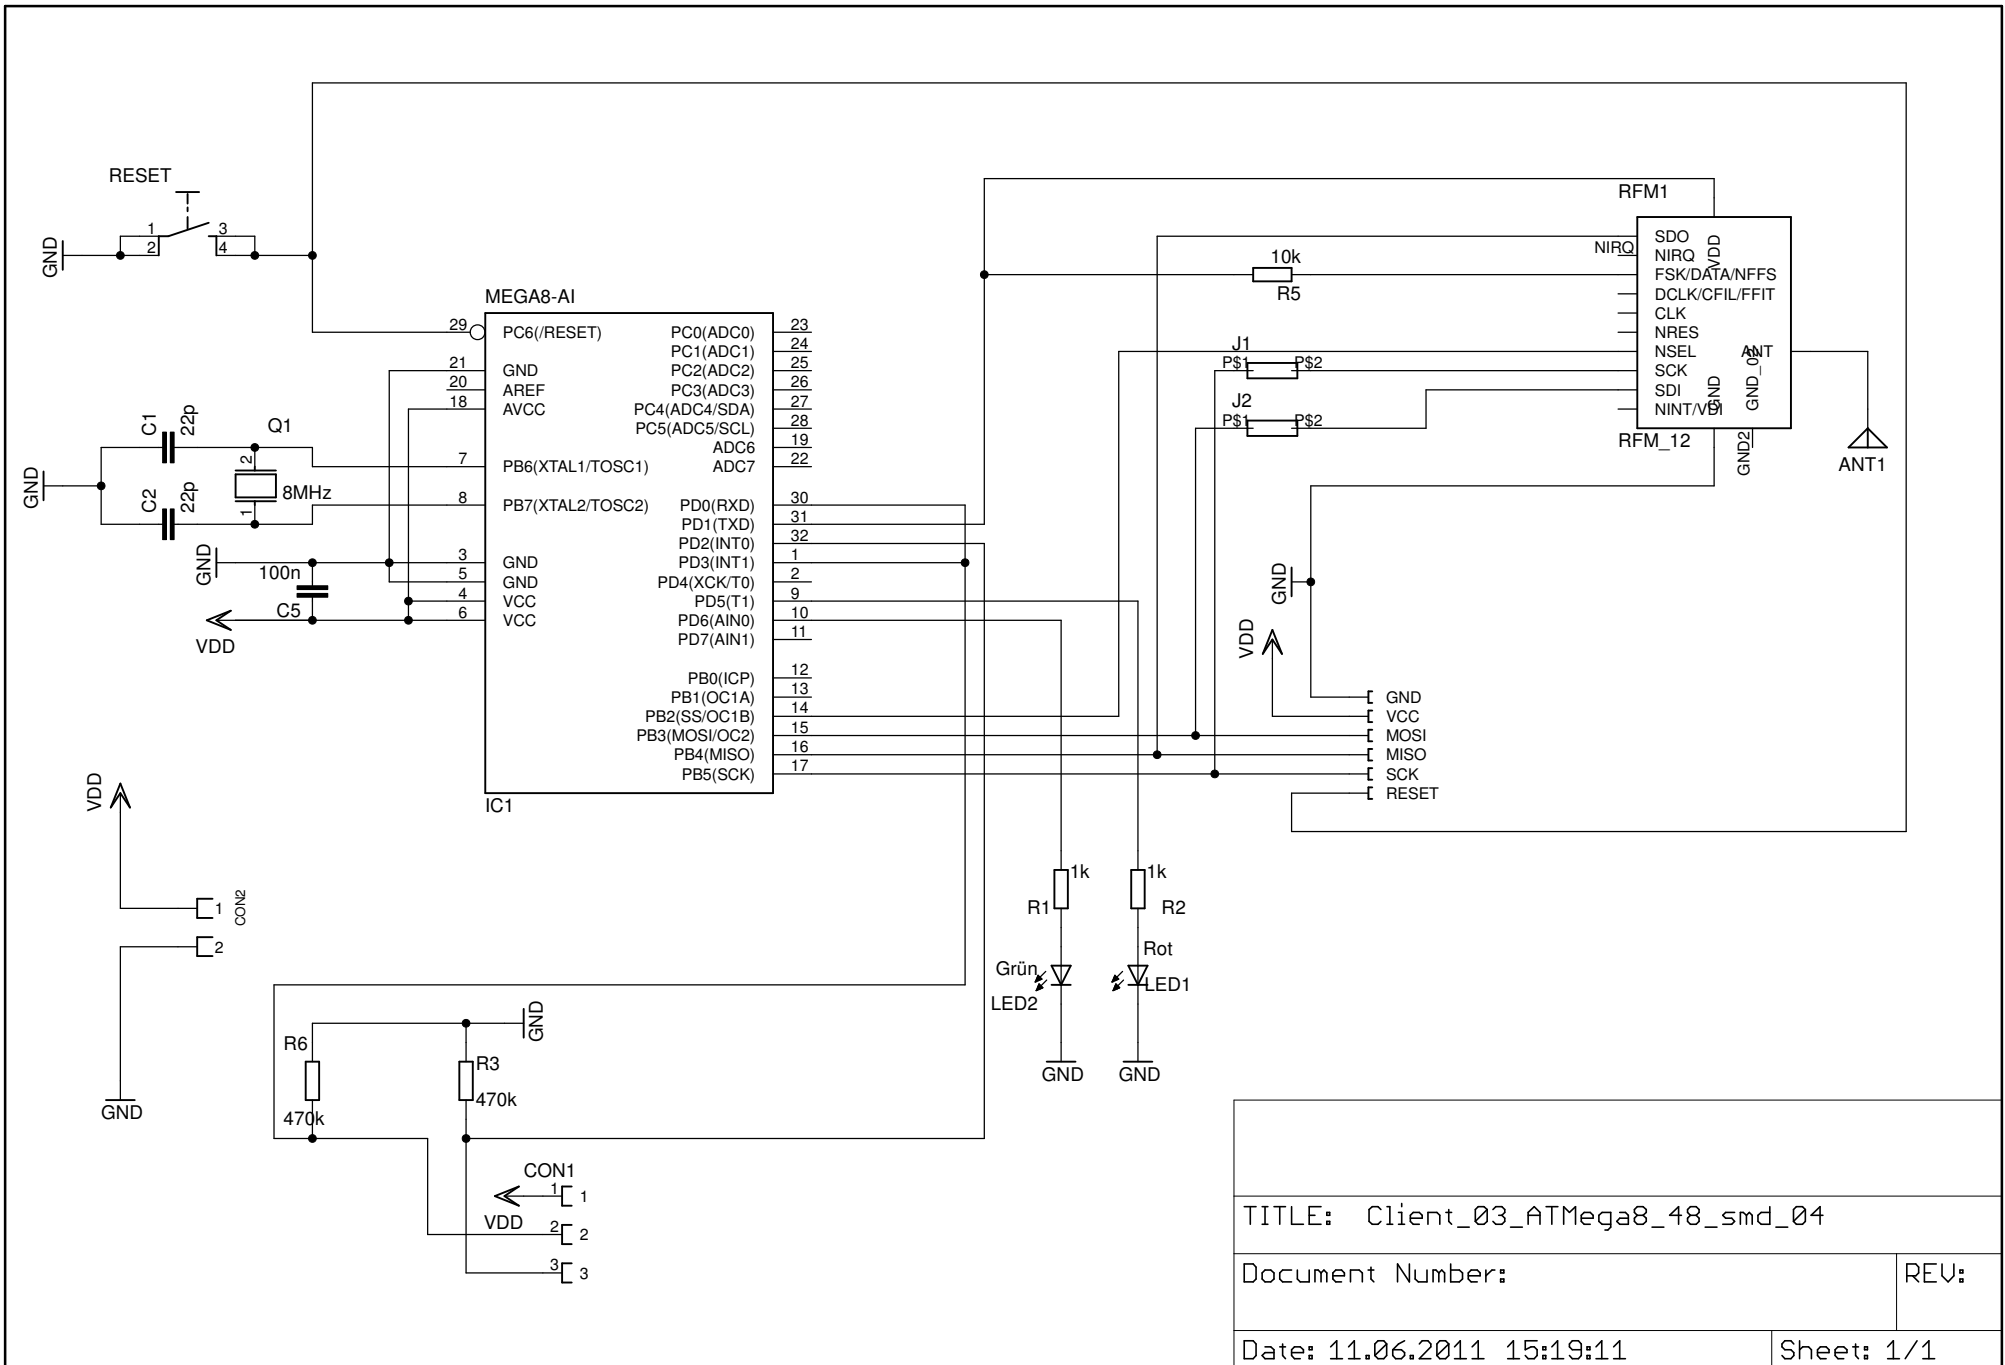 RESET
GND
1
2
3
4
MEGA8-AI
29
PC6(/RESET)
21
GND
20
AREF
18
AVCC
7
PB6(XTAL1/TOSC1)
8
PB7(XTAL2/TOSC2)
3
GND
5
GND
4
VCC
6
VCC
PC0(ADC0)
23
PC1(ADC1)
24
PC2(ADC2)
25
PC3(ADC3)
26
PC4(ADC4/SDA)
27
PC5(ADC5/SCL)
28
ADC6
19
ADC7
22
PD0(RXD)
30
PD1(TXD)
31
PD2(INT0)
32
PD3(INT1)
1
PD4(XCK/T0)
2
PD5(T1)
9
PD6(AIN0)
10
PD7(AIN1)
11
PB0(ICP)
12
PB1(OC1A)
13
PB2(SS/OC1B)
14
PB3(MOSI/OC2)
15
PB4(MISO)
16
PB5(SCK)
17
IC1
C1
22p
Q1
2
8MHz
1
C2
22p
GND
GND
100n
C5
VDD
RFM1
SDO
NIRQ
NIRQ
FSK/DATA/NFFS
DCLK/CFIL/FFIT
CLK
NRES
NSEL
SCK
SDI
NINT/VDI
VDD
ANT
GND
GND_02
RFM_12
GND2
ANT1
10k
R5
J1
P$1
P$2
J2
P$1
P$2
GND
VDD
GND
VCC
MOSI
MISO
SCK
RESET
VDD
1
CON2
2
GND
1k
R1
1k
R2
Grün
LED2
Rot
LED1
GND
GND
R6
470k
R3
470k
GND
CON1
VDD
1
1
2
2
3
3
TITLE: Client_03_ATMega8_48_smd_04
Document Number:
REV:
Date: 11.06.2011 15:19:11
Sheet: 1/1